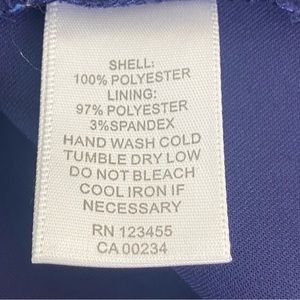 SHELL:
100% POLYESTER
LINING:
97% POLYESTER
3%SPANDEX
HAND WASH COLD
TUMBLE DRY LOW
DO NOT BLEACH
COOL IRON IF
NECESSARY
RN 123455
CA 00234